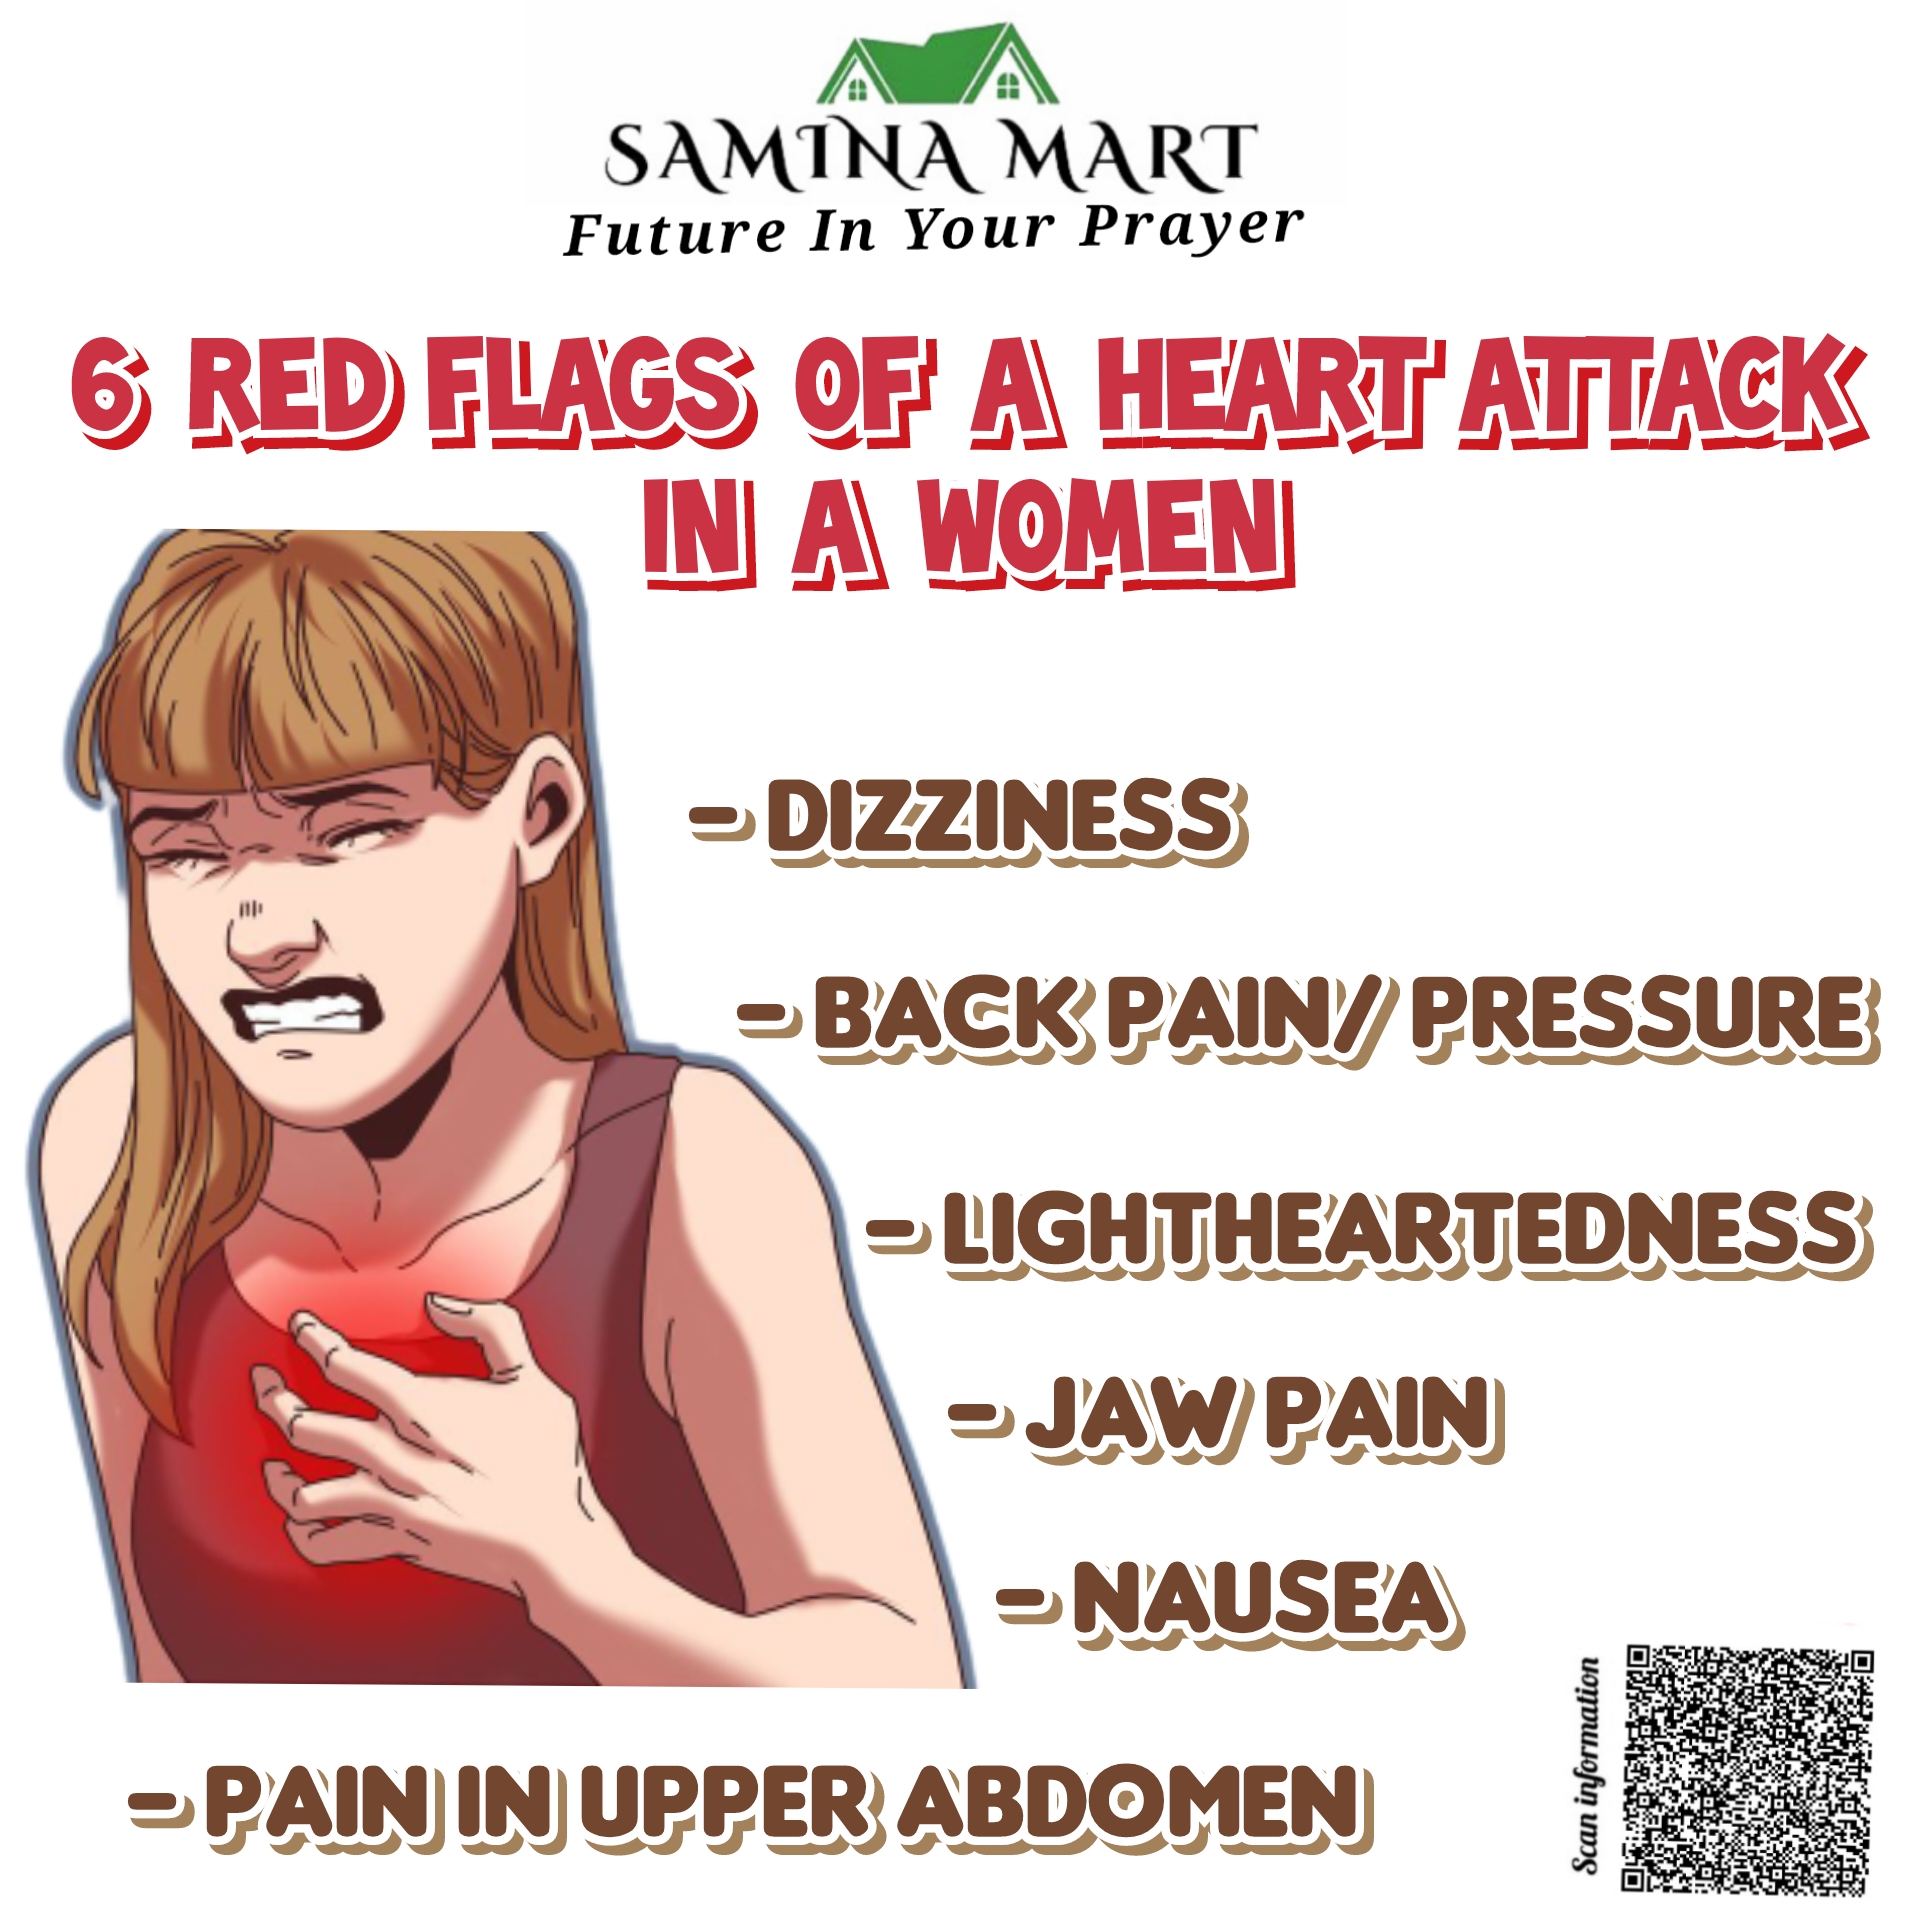 SAMINA MART
Future In Your Prayer
6 RED FLAGS OF A HEART ATTACK
IN A WOMEN
- DIZZINESS
- BACK PAIN/ PRESSURE
- LIGHTHEARTEDNESS
- JAW PAIN
- NAUSEA
- PAIN IN UPPER ABDOMEN
Scan information